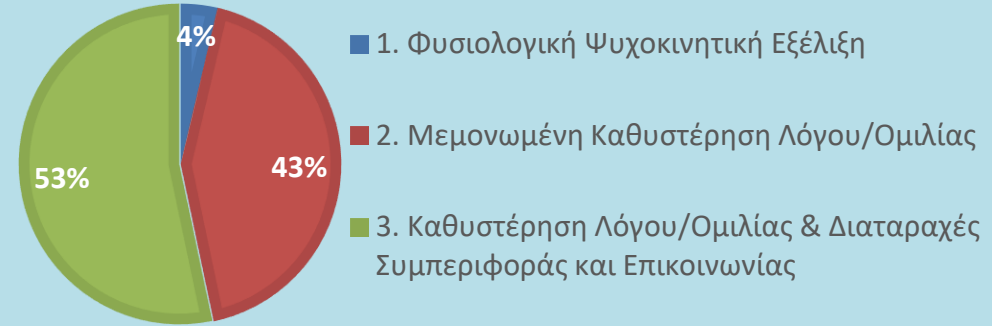 4%
1. Φυσιολογική Ψυχοκινητική Εξέλιξη
2. Μεμονωμένη Καθυστέρηση Λόγου/Ομιλίας
43%
53%
3. Καθυστέρηση Λόγου/Ομιλίας & Διαταραχές
Συμπεριφοράς και Επικοινωνίας